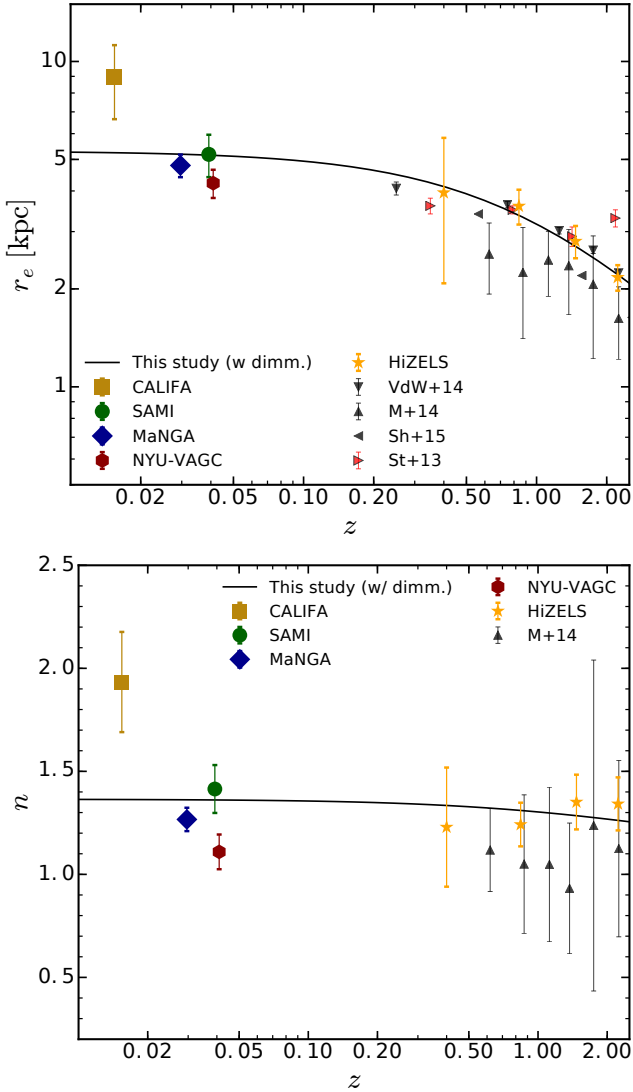 10
5
2
1
r_e [kpc]
This study (w dimm.)
CALIFA
SAMI
MaNGA
NYU-VAGC
HiZELS
VdW+14
M+14
Sh+15
St+13
0.02 0.05 0.10 0.20 0.50 1.00 2.00
z
2.5
2.0
1.5
1.0
0.5
0.0
n
This study (w/ dimm.)
CALIFA
SAMI
MaNGA
NYU-VAGC
HiZELS
M+14
0.02 0.05 0.10 0.20 0.50 1.00 2.00
z